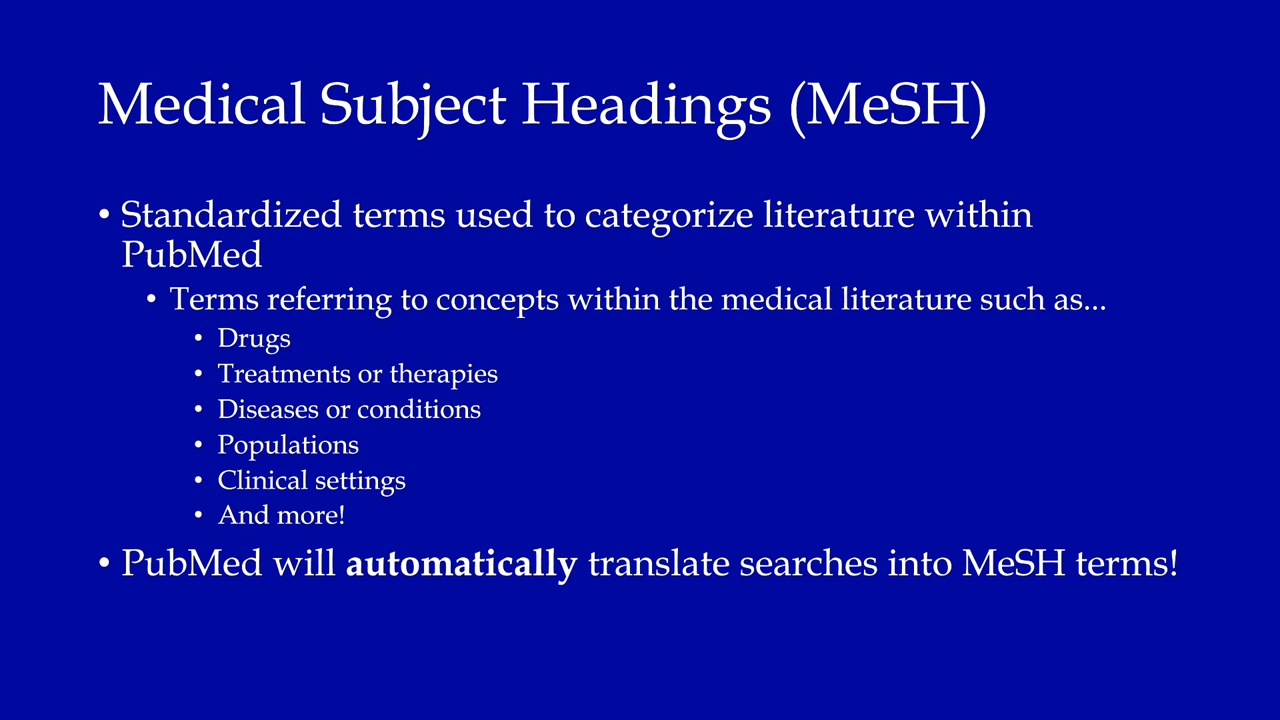 Medical Subject Headings (MeSH)
• Standardized terms used to categorize literature within
PubMed
• Terms referring to concepts within the medical literature such as...
• Drugs
• Treatments or therapies
• Diseases or conditions
• Populations
• Clinical settings
• And more!
• PubMed will automatically translate searches into MeSH terms!